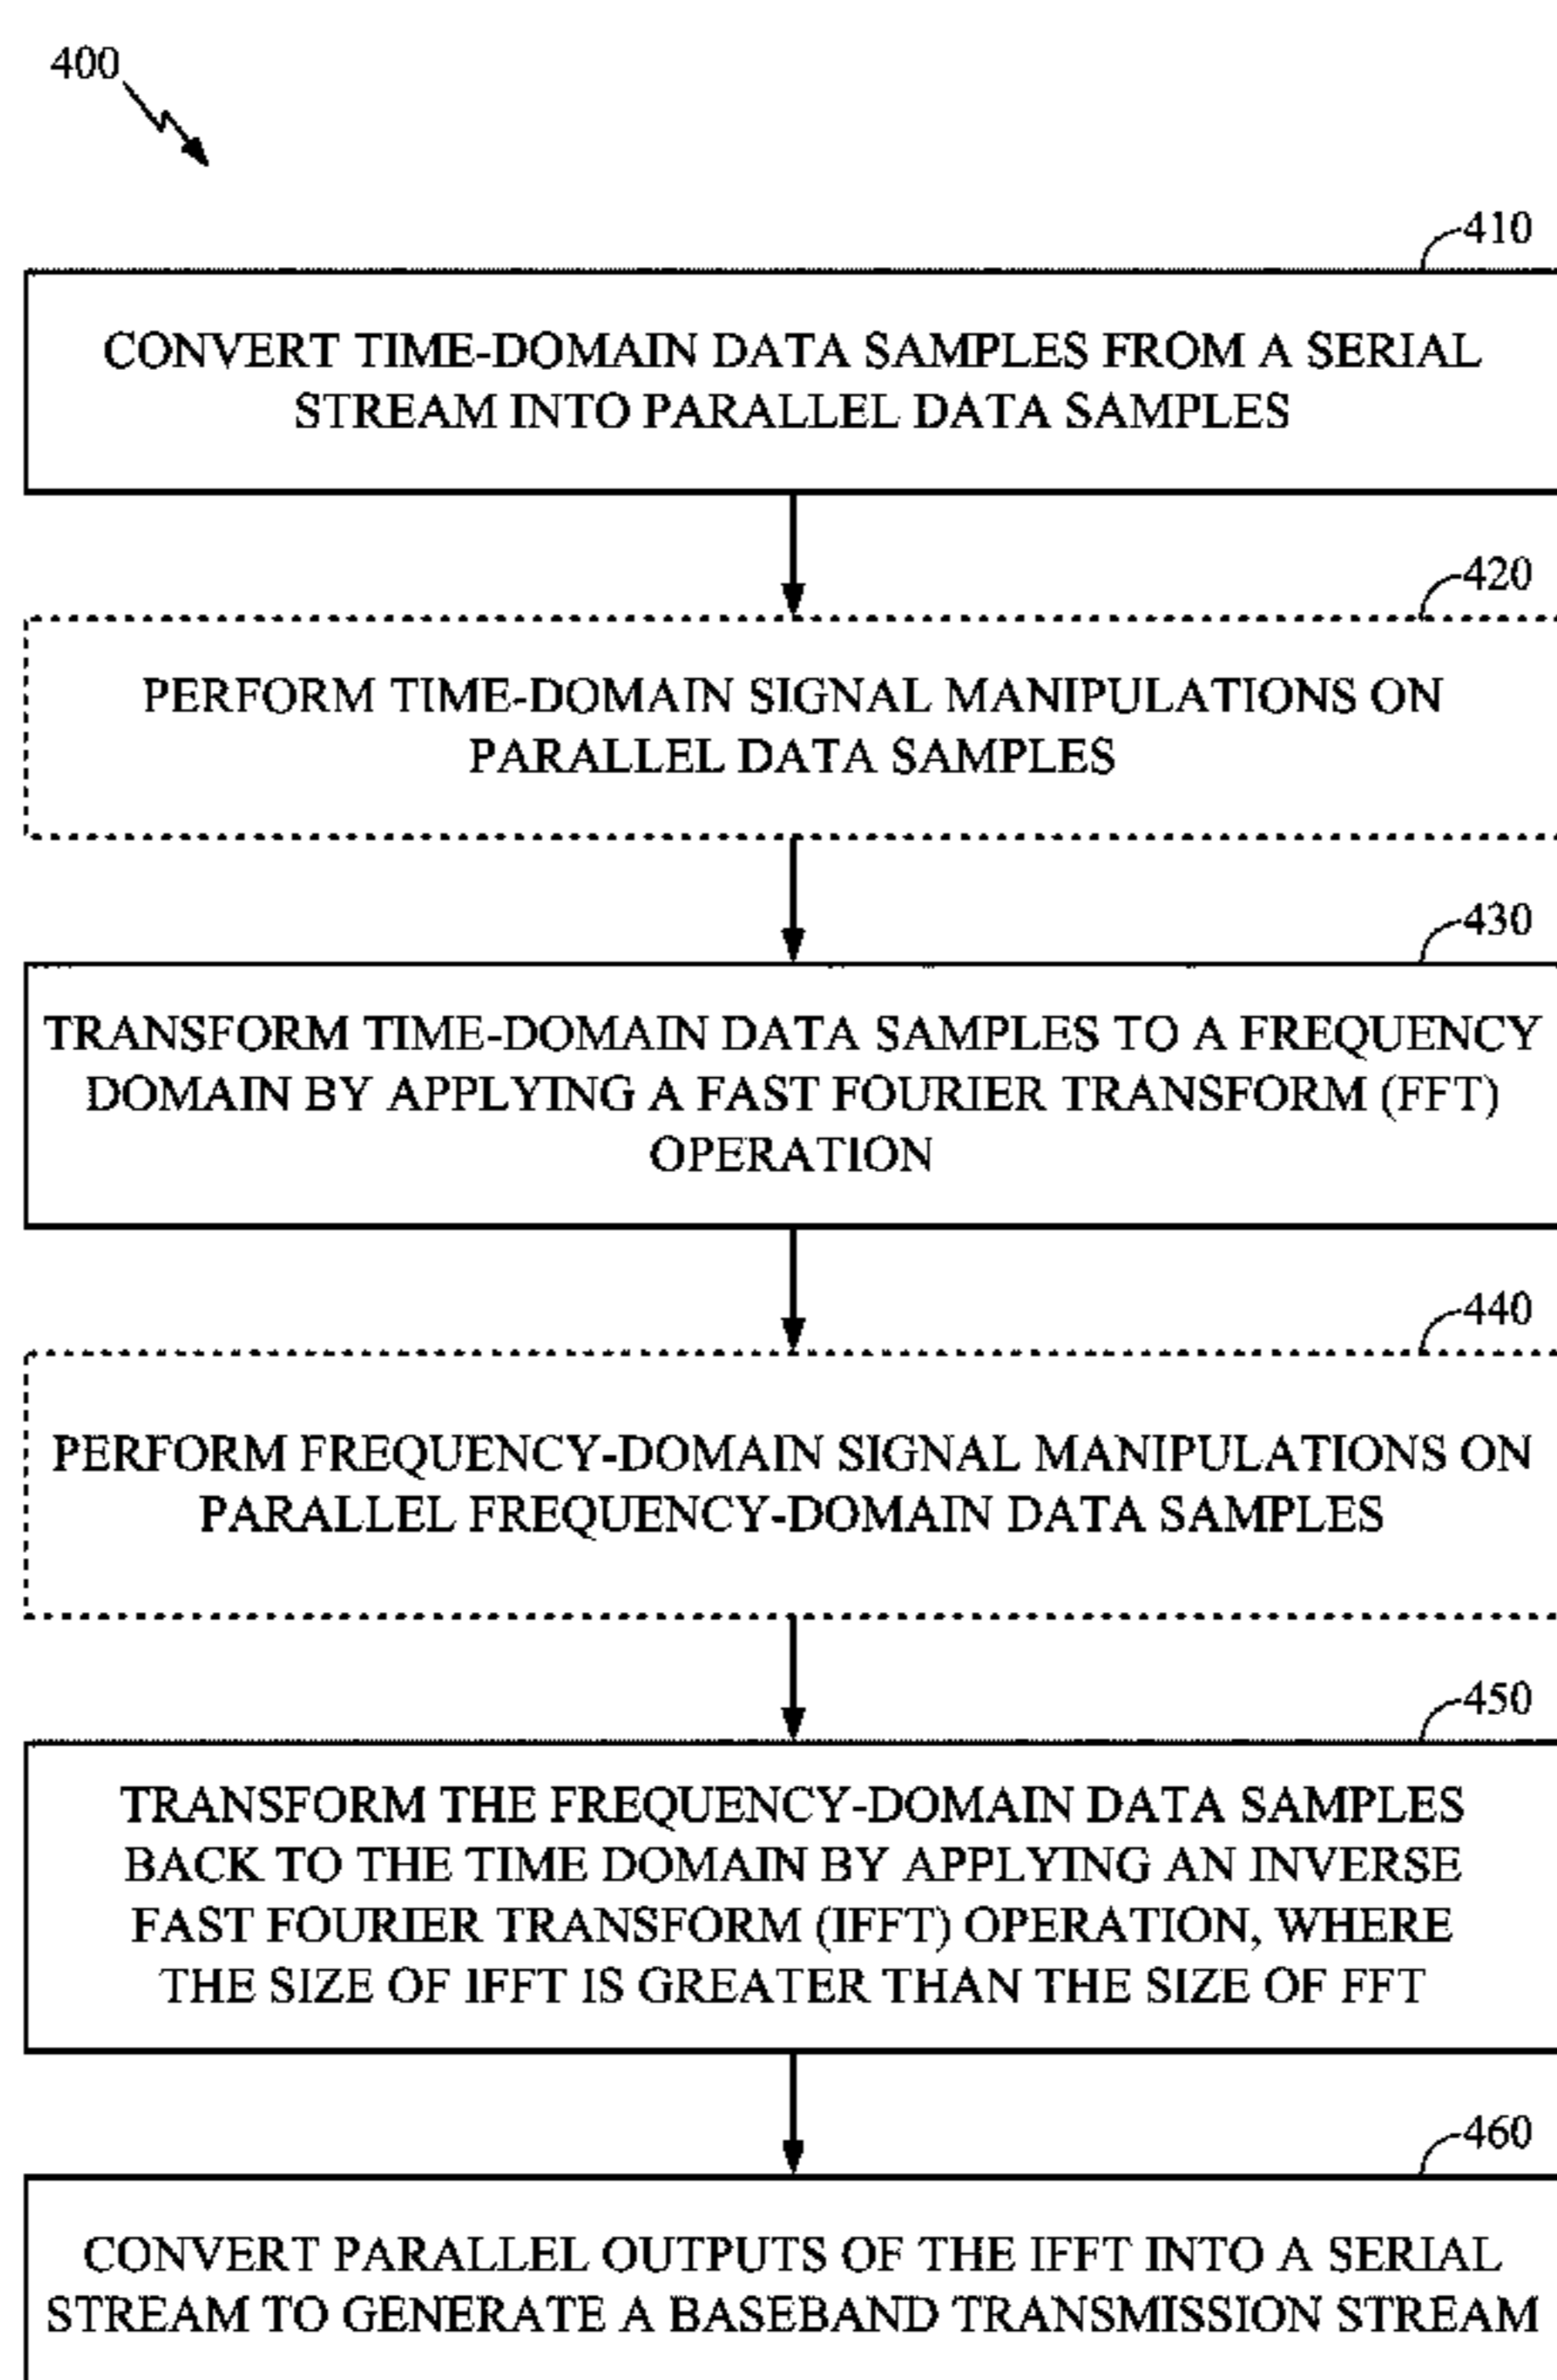 400
410
CONVERT TIME-DOMAIN DATA SAMPLES FROM A SERIAL
STREAM INTO PARALLEL DATA SAMPLES
420
PERFORM TIME-DOMAIN SIGNAL MANIPULATIONS ON
PARALLEL DATA SAMPLES
430
TRANSFORM TIME-DOMAIN DATA SAMPLES TO A FREQUENCY
DOMAIN BY APPLYING A FAST FOURIER TRANSFORM (FFT)
OPERATION
440
PERFORM FREQUENCY-DOMAIN SIGNAL MANIPULATIONS ON
PARALLEL FREQUENCY-DOMAIN DATA SAMPLES
450
TRANSFORM THE FREQUENCY-DOMAIN DATA SAMPLES
BACK TO THE TIME DOMAIN BY APPLYING AN INVERSE
FAST FOURIER TRANSFORM (IFFT) OPERATION, WHERE
THE SIZE OF IFFT IS GREATER THAN THE SIZE OF FFT
460
CONVERT PARALLEL OUTPUTS OF THE IFFT INTO A SERIAL
STREAM TO GENERATE A BASEBAND TRANSMISSION STREAM